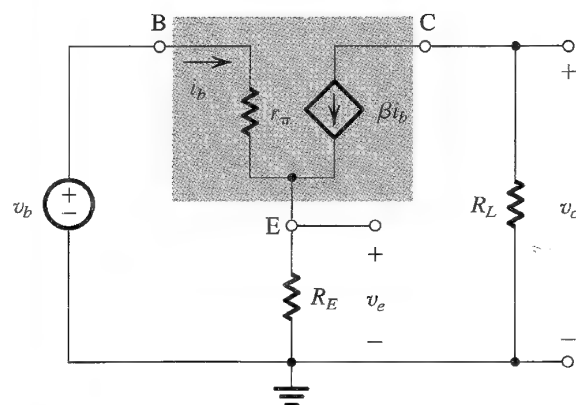 B
C
i_b
r_π
βi_b
+
−
v_b
E
+
R_E
v_e
−
R_L
+
v_c
−